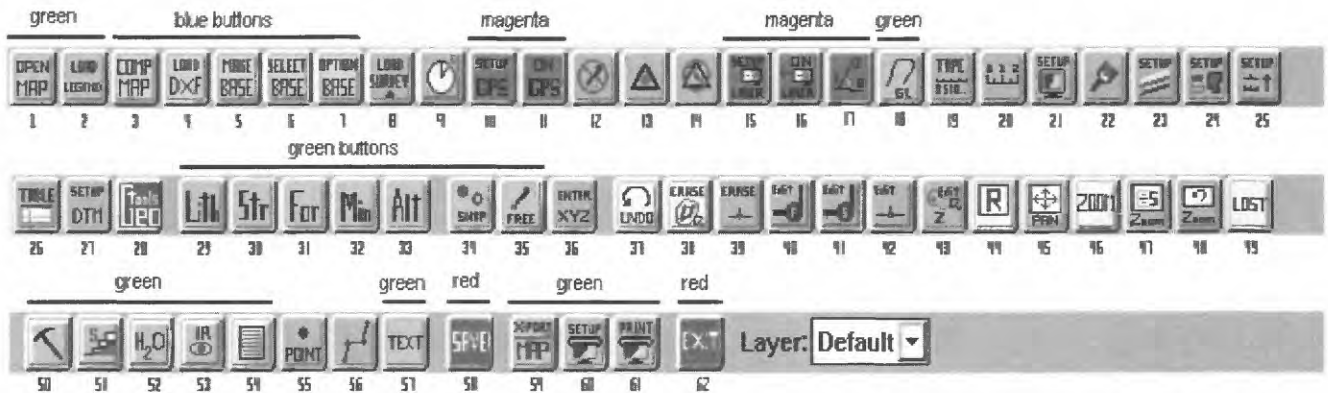 green blue buttons magenta magenta green
OPEN MAP LOAD LEGEND COMP MAP LOAD DXF MAKE BASE SELECT BASE OPTION BASE LOAD SURVEY SETUP GPS ON GPS SETUP LASER ON LASER GL TYPE 0 1 2 SETUP SETUP SETUP SETUP
1 2 3 4 5 6 7 8 9 10 11 12 13 14 15 16 17 18 19 20 21 22 23 24 25
green buttons
TABLE SETUP DTM Tools Lith Str For Min Alt SNAP FREE ENTER XYZ UNDO ERASE ERASE EdiT EdiT EdiT EdiT Z R PAN ZOOM =S Zoom Zoom LOST
26 27 28 29 30 31 32 33 34 35 36 37 38 39 40 41 42 43 44 45 46 47 48 49
green green red green red
H2O IR POINT TEXT SAVE XPORT MAP SETUP PRINT EXIT Layer: Default
50 51 52 53 54 55 56 57 58 59 60 61 62